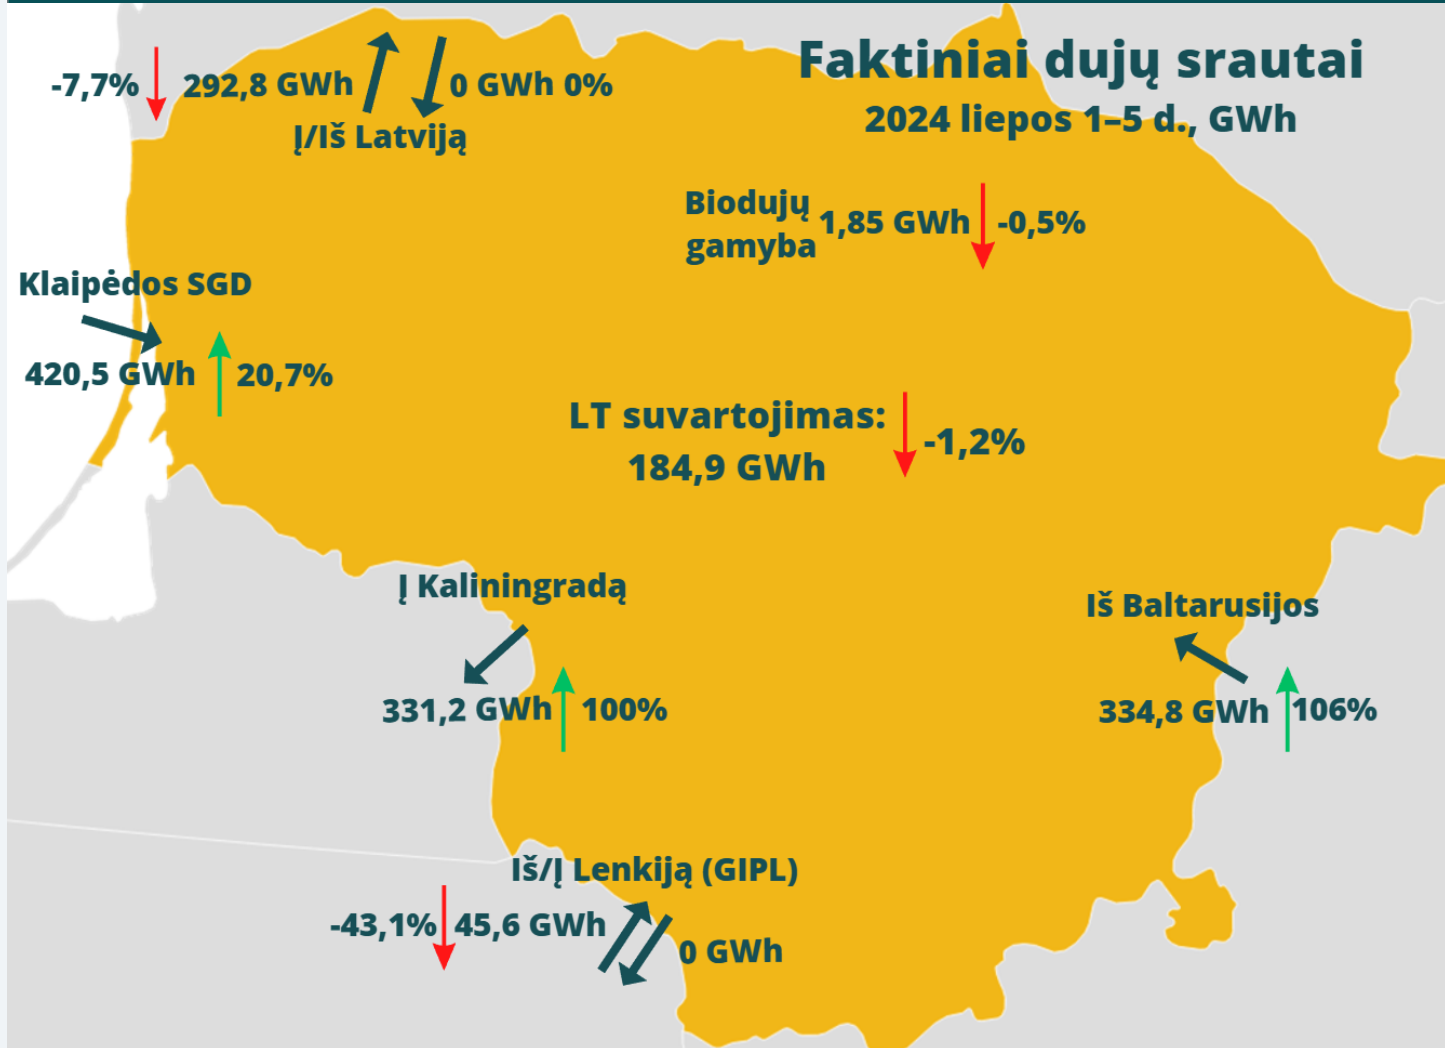 Faktiniai dujų srautai
2024 liepos 1–5 d., GWh
-7,7% 292,8 GWh 0 GWh 0%
Į/Iš Latviją
Biodujų
gamyba
1,85 GWh -0,5%
Klaipėdos SGD
420,5 GWh 20,7%
LT suvartojimas:
184,9 GWh
-1,2%
Į Kaliningradą
331,2 GWh 100%
Iš Baltarusijos
334,8 GWh 106%
Iš/Į Lenkiją (GIPL)
-43,1% 45,6 GWh
0 GWh